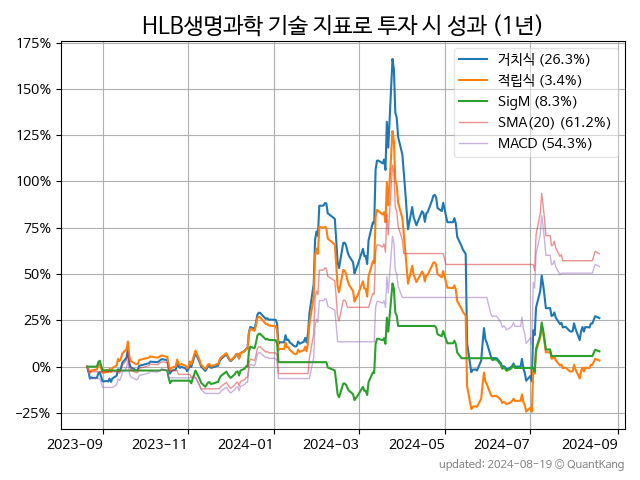 HLB생명과학 기술 지표로 투자 시 성과 (1년)
175%
150%
125%
100%
75%
50%
25%
0%
−25%
거치식 (26.3%)
적립식 (3.4%)
SigM (8.3%)
SMA(20) (61.2%)
MACD (54.3%)
2023-09 2023-11 2024-01 2024-03 2024-05 2024-07 2024-09
updated: 2024-08-19 © QuantKang